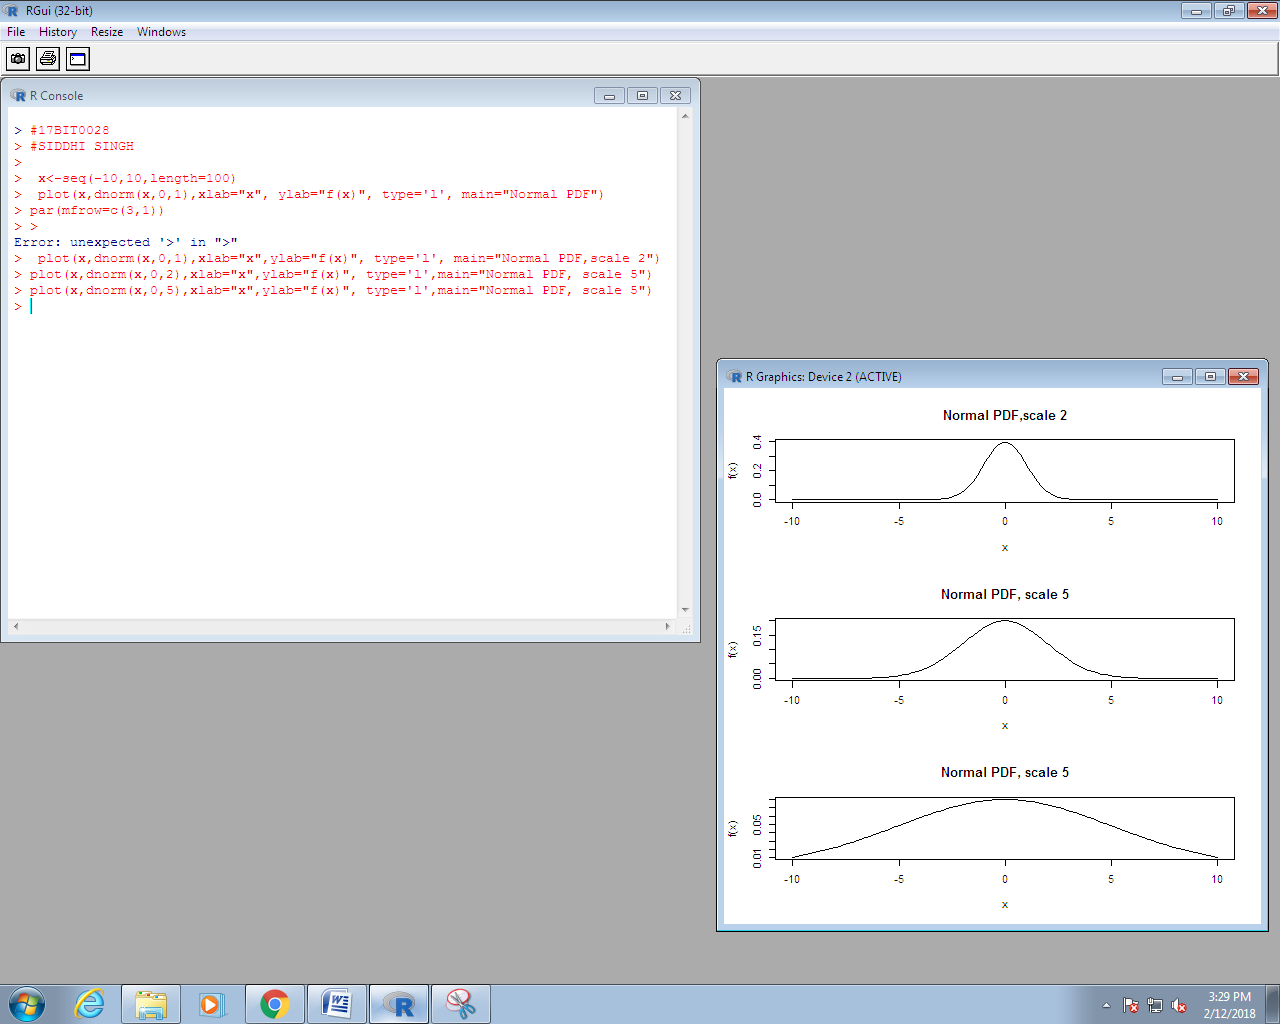 RGui (32-bit)
File History Resize Windows
R Console
> #17BIT0028
> #SIDDHI SINGH
>
>  x<-seq(-10,10,length=100)
>  plot(x,dnorm(x,0,1),xlab="x", ylab="f(x)", type='l', main="Normal PDF")
> par(mfrow=c(3,1))
> >
Error: unexpected '>' in ">"
>  plot(x,dnorm(x,0,1),xlab="x",ylab="f(x)", type='l', main="Normal PDF,scale 2")
> plot(x,dnorm(x,0,2),xlab="x",ylab="f(x)", type='l',main="Normal PDF, scale 5")
> plot(x,dnorm(x,0,5),xlab="x",ylab="f(x)", type='l',main="Normal PDF, scale 5")
>
R Graphics: Device 2 (ACTIVE)
Normal PDF,scale 2
f(x)
0.0 0.2 0.4
-10 -5 0 5 10
x
Normal PDF, scale 5
f(x)
0.00 0.15
-10 -5 0 5 10
x
Normal PDF, scale 5
f(x)
0.01 0.05
-10 -5 0 5 10
x
3:29 PM
2/12/2018